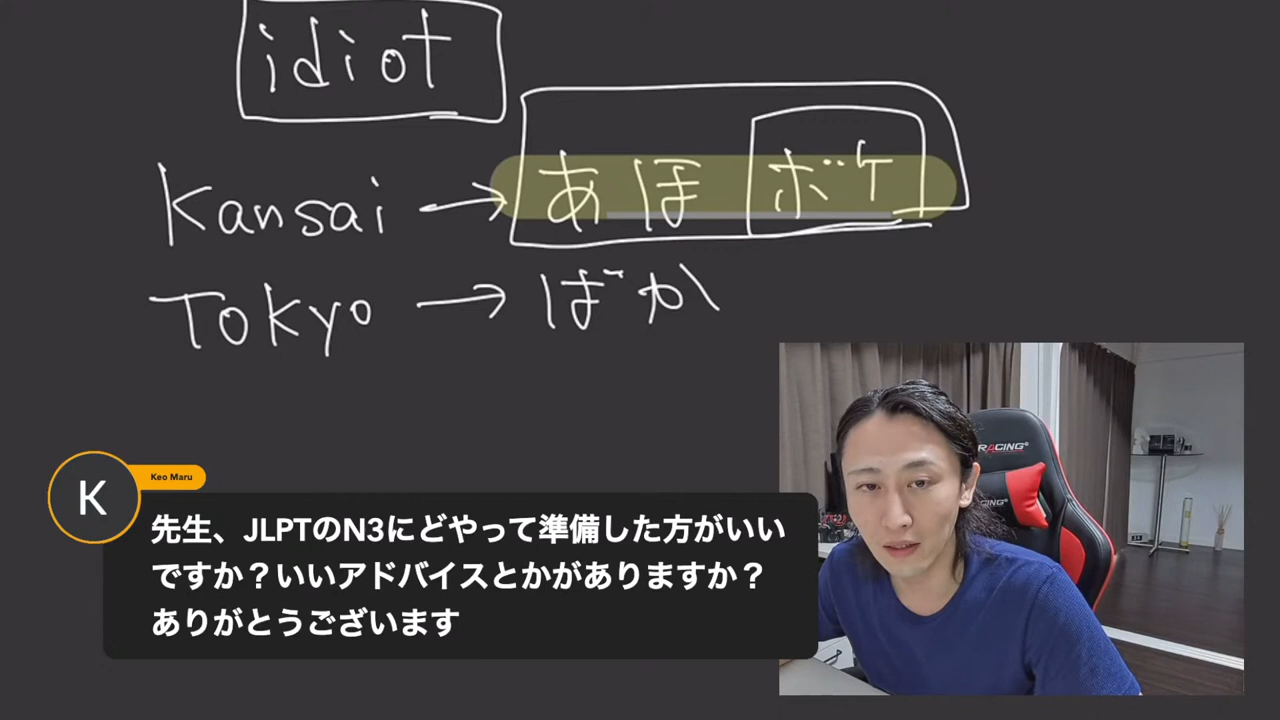 idiot
Kansai → あほ ボケ
Tokyo → ばか
K
Keo Maru
先生、JLPTのN3にどやって準備した方がいい
ですか？いいアドバイスとかがありますか？
ありがとうございます
RACING